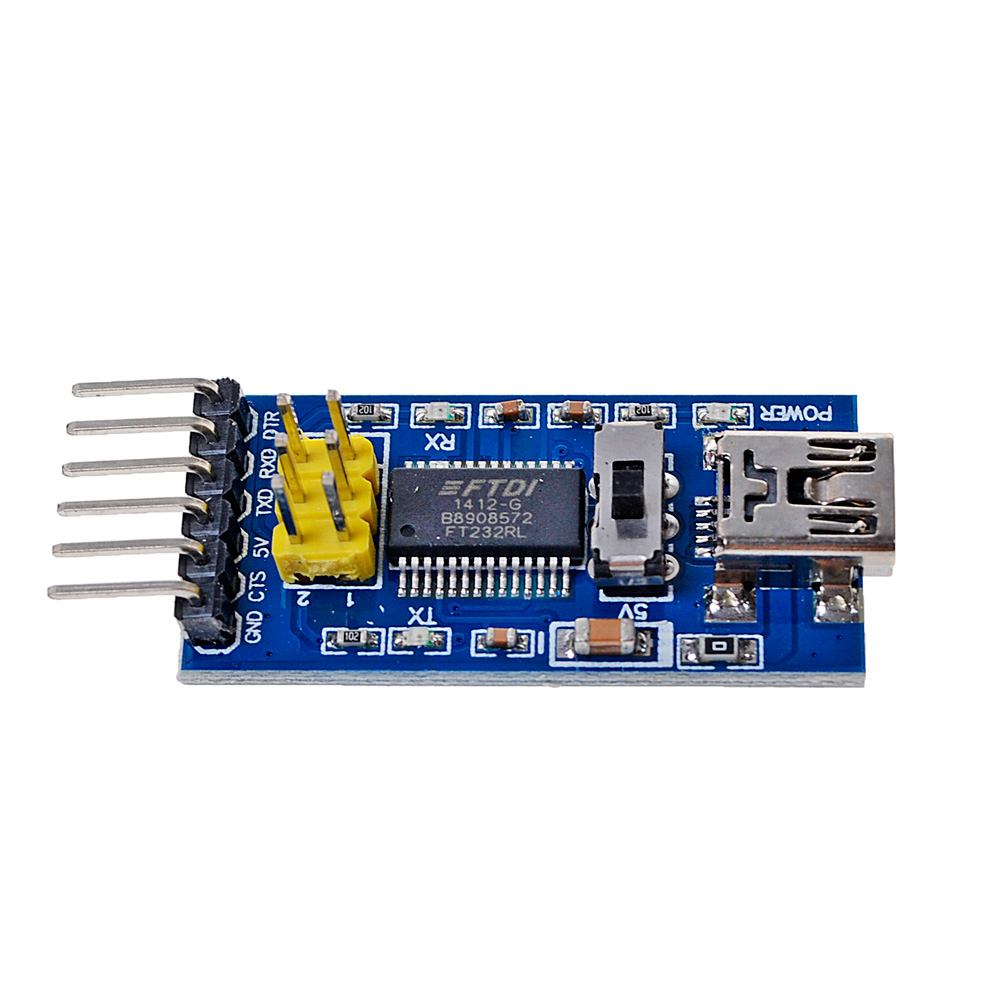 DTR
RXD
TXD
5V
CTS
GND
102
RX
102
POWER
FTDI
1412-G
B8908572
FT232RL
2
1
TX
5V
102
0